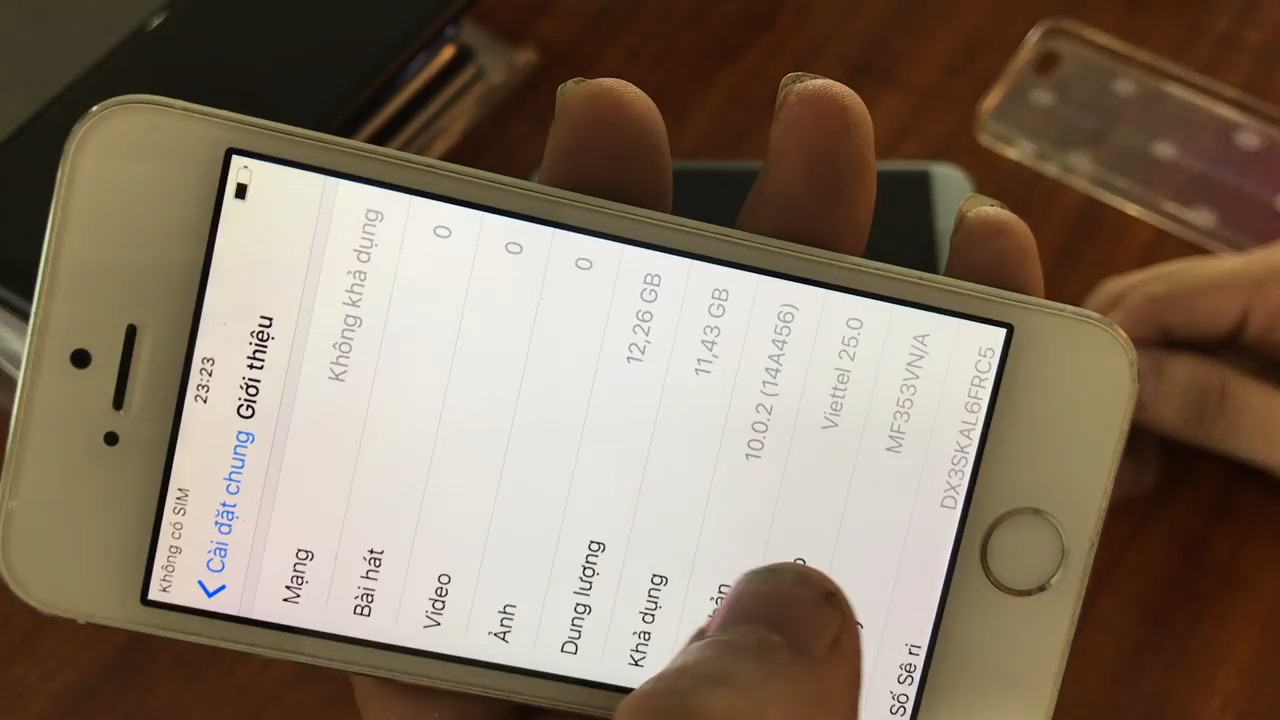 Không có SIM 23:23
Cài đặt chung Giới thiệu
Mạng Không khả dụng
Bài hát 0
Video 0
Ảnh 0
Dung lượng 12,26 GB
Khả dụng 11,43 GB
10.0.2 (14A456)
Viettel 25.0
MF353VN/A
Số Sê ri DX3SKAL6FRC5